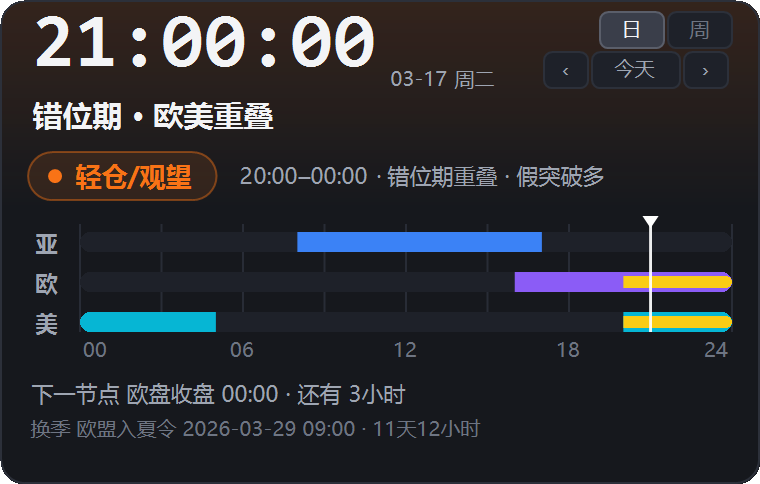 21:00:00
03-17 周二
日 周
‹ 今天 ›
错位期·欧美重叠
轻仓/观望
20:00–00:00 · 错位期重叠 · 假突破多
亚
欧
美
00 06 12 18 24
下一节点 欧盘收盘 00:00 · 还有 3小时
换季 欧盟入夏令 2026-03-29 09:00 · 11天12小时